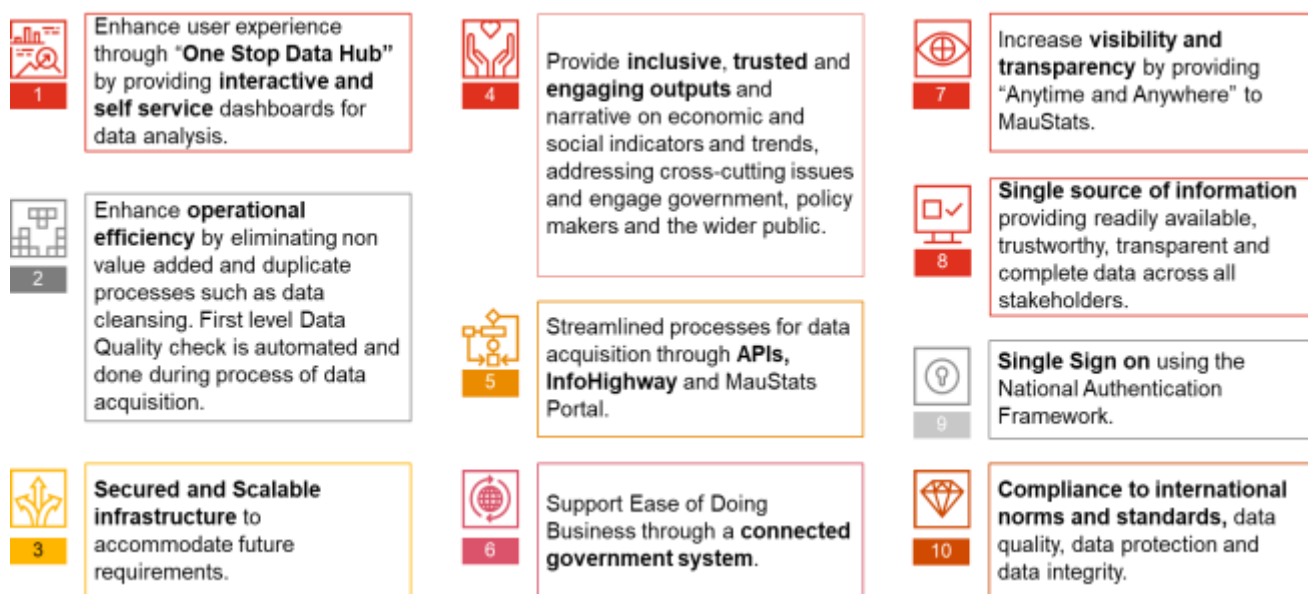 Enhance user experience
through “One Stop Data Hub”
by providing interactive and
self service dashboards for
data analysis.
1
Enhance operational
efficiency by eliminating non
value added and duplicate
processes such as data
cleansing. First level Data
Quality check is automated and
done during process of data
acquisition.
2
Secured and Scalable
infrastructure to
accommodate future
requirements.
3
Provide inclusive, trusted and
engaging outputs and
narrative on economic and
social indicators and trends,
addressing cross-cutting issues
and engage government, policy
makers and the wider public.
4
Streamlined processes for data
acquisition through APIs,
InfoHighway and MauStats
Portal.
5
Support Ease of Doing
Business through a connected
government system.
6
Increase visibility and
transparency by providing
“Anytime and Anywhere” to
MauStats.
7
Single source of information
providing readily available,
trustworthy, transparent and
complete data across all
stakeholders.
8
Single Sign on using the
National Authentication
Framework.
9
Compliance to international
norms and standards, data
quality, data protection and
data integrity.
10